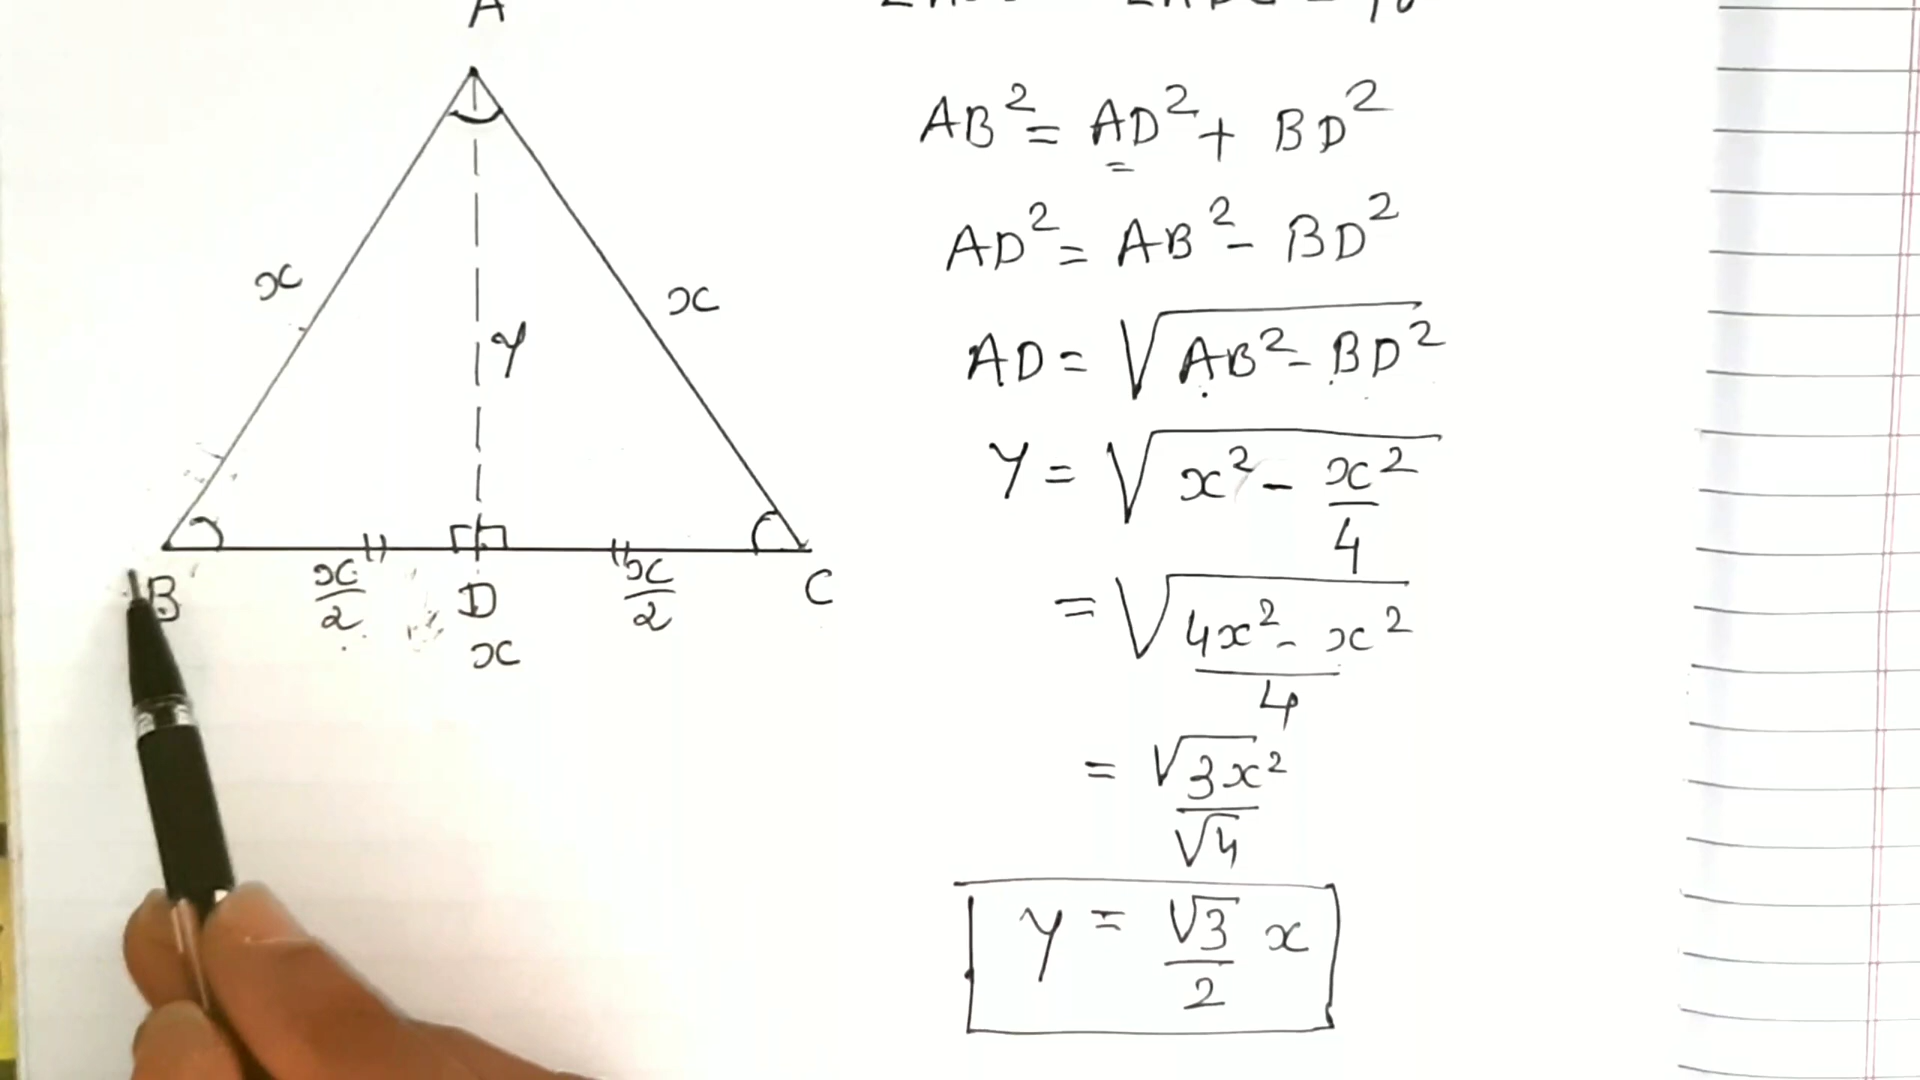 A
x
x
y
B
x/2
D
x/2
C
x
AB² = AD² + BD²
AD² = AB² - BD²
AD = √(AB² - BD²)
y = √(x² - x²/4)
= √((4x² - x²)/4)
= √3x²/√4
y = √3/2 x